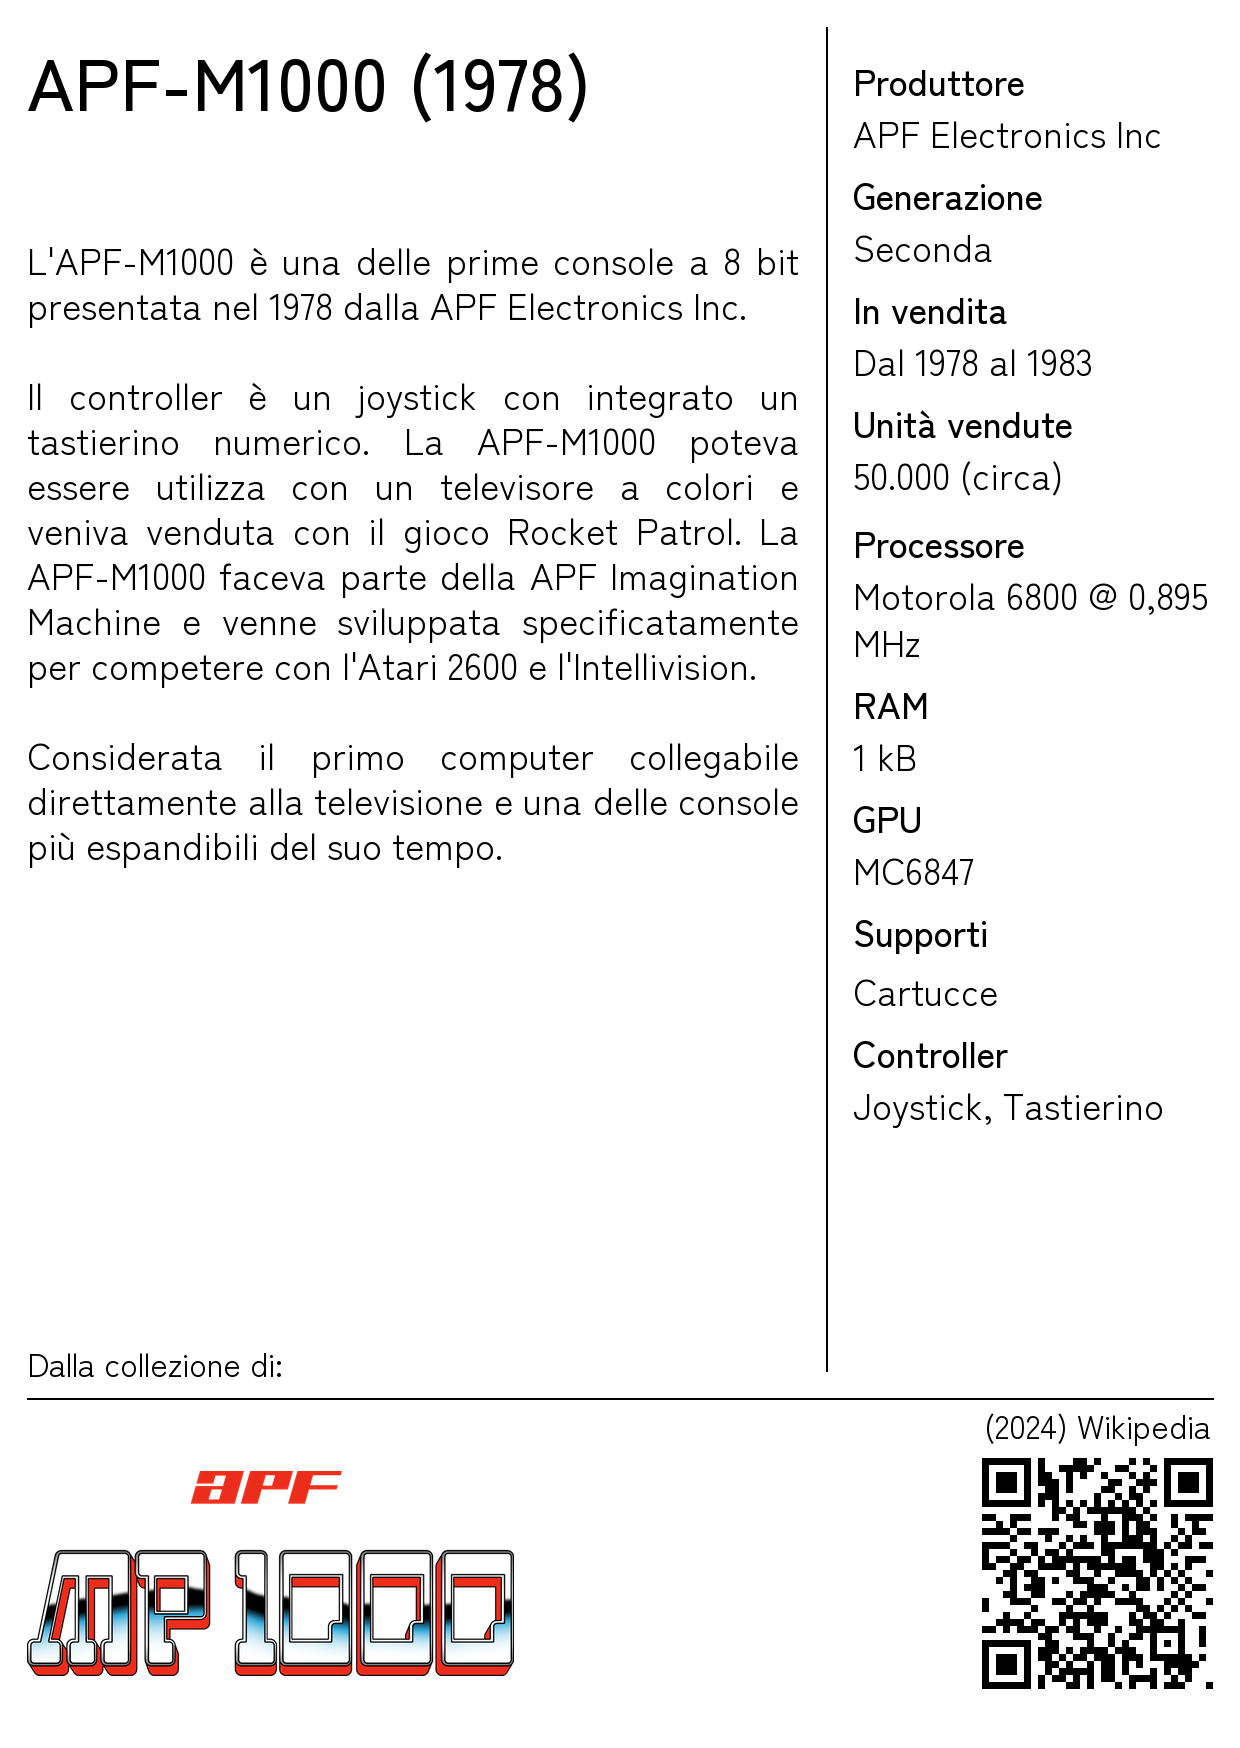 APF-M1000 (1978)
L'APF-M1000 è una delle prime console a 8 bit
presentata nel 1978 dalla APF Electronics Inc.
Il controller è un joystick con integrato un
tastierino numerico. La APF-M1000 poteva
essere utilizza con un televisore a colori e
veniva venduta con il gioco Rocket Patrol. La
APF-M1000 faceva parte della APF Imagination
Machine e venne sviluppata specificatamente
per competere con l'Atari 2600 e l'Intellivision.
Considerata il primo computer collegabile
direttamente alla televisione e una delle console
più espandibili del suo tempo.
Dalla collezione di:
Produttore
APF Electronics Inc
Generazione
Seconda
In vendita
Dal 1978 al 1983
Unità vendute
50.000 (circa)
Processore
Motorola 6800 @ 0,895
MHz
RAM
1 kB
GPU
MC6847
Supporti
Cartucce
Controller
Joystick, Tastierino
(2024) Wikipedia
apf
MP 1000